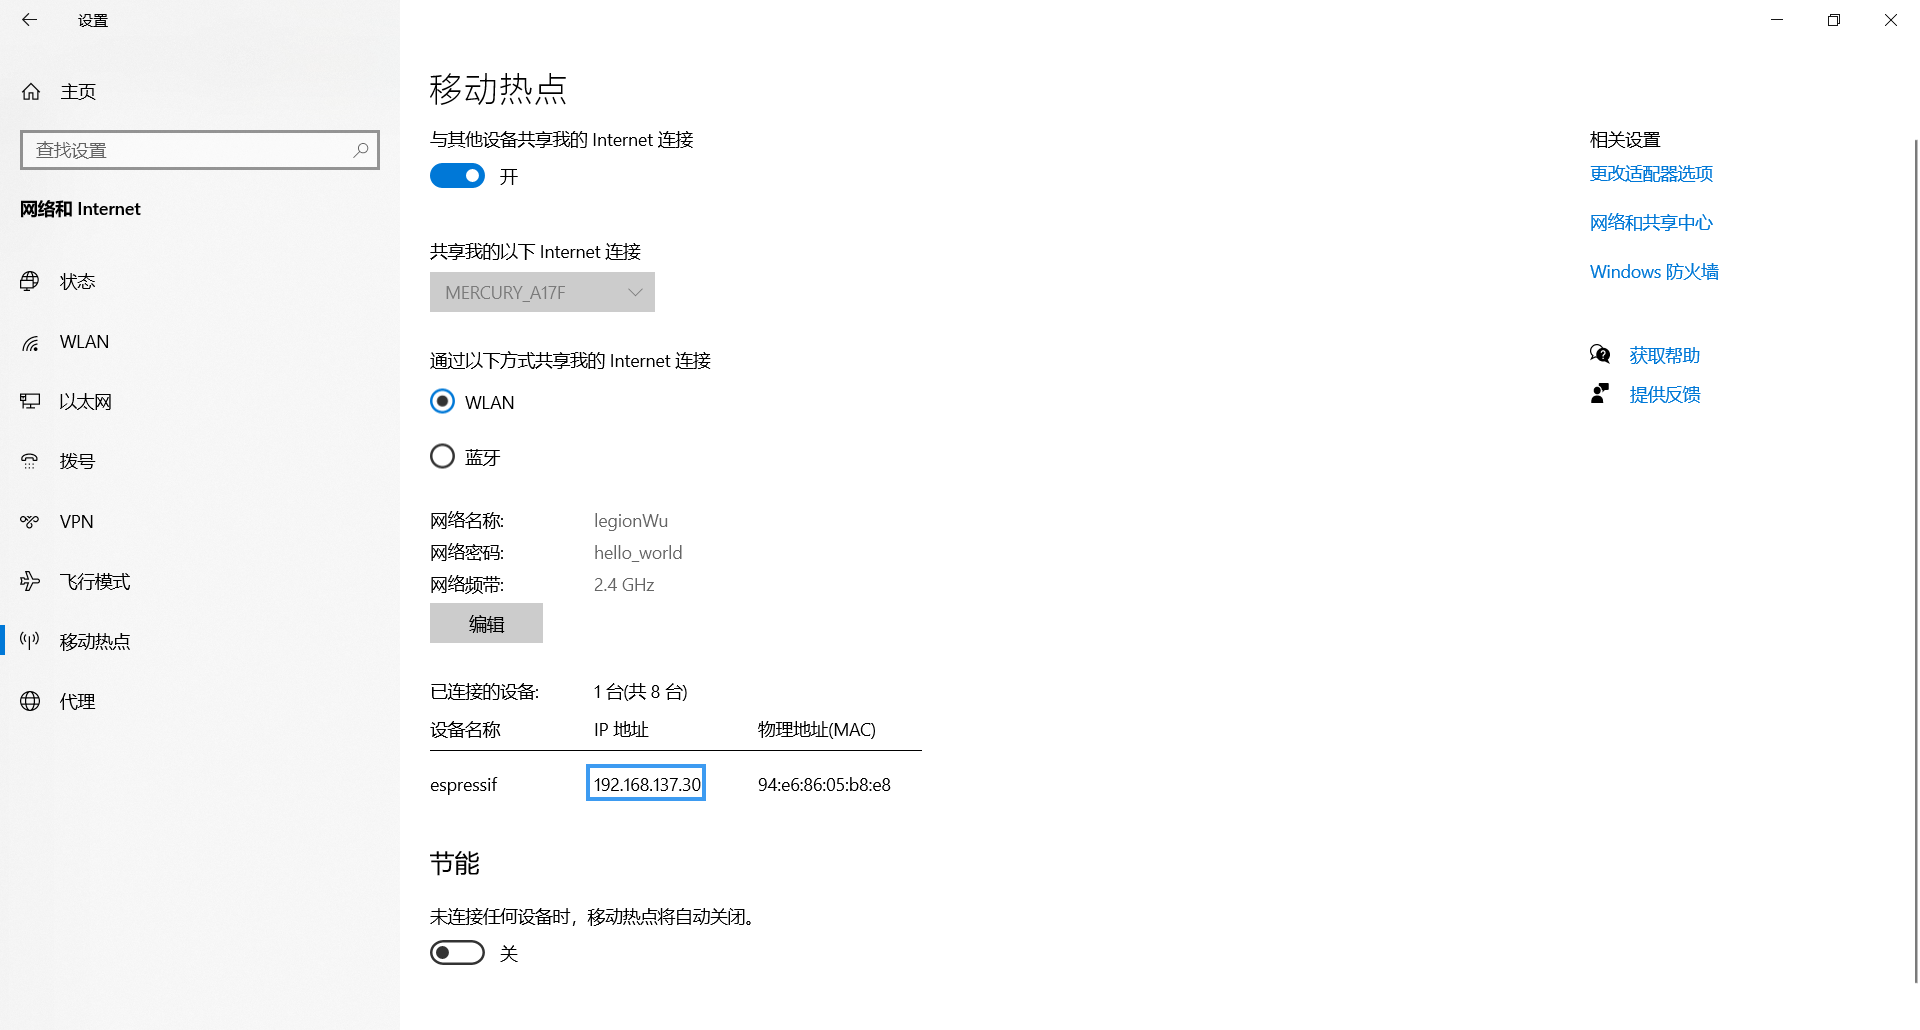 设置
主页
查找设置
网络和 Internet
状态
WLAN
以太网
拨号
VPN
飞行模式
移动热点
代理
移动热点
与其他设备共享我的 Internet 连接
开
共享我的以下 Internet 连接
MERCURY_A17F
通过以下方式共享我的 Internet 连接
WLAN
蓝牙
网络名称: legionWu
网络密码: hello_world
网络频带: 2.4 GHz
编辑
已连接的设备: 1 台(共 8 台)
设备名称 IP 地址 物理地址(MAC)
espressif 192.168.137.30 94:e6:86:05:b8:e8
节能
未连接任何设备时，移动热点将自动关闭。
关
相关设置
更改适配器选项
网络和共享中心
Windows 防火墙
获取帮助
提供反馈